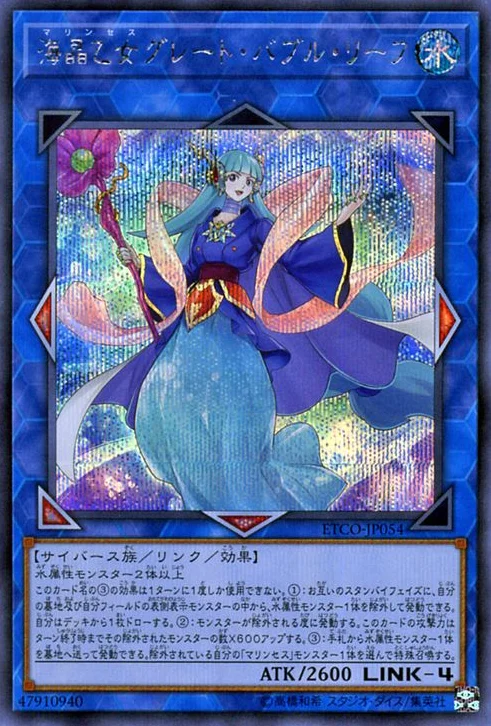 マリンセス
海晶乙女グレート・バブル・リーフ
水
ETCO-JP054
【サイバース族/リンク/効果】
水属性モンスター2体以上
このカード名の③の効果は1ターンに1度しか使用できない。①：お互いのスタンバイフェイズに、自分
の墓地及び自分フィールドの表側表示モンスターの中から、水属性モンスター1体を除外して発動できる。
自分はデッキから1枚ドローする。②：モンスターが除外される度に発動する。このカードの攻撃力は
ターン終了時までその除外されたモンスターの数×600アップする。③：手札から水属性モンスター1体
を墓地へ送って発動できる。除外されている自分の「マリンセス」モンスター1体を選んで特殊召喚する。
ATK/2600 LINK-4
47910940 ©高橋和希 スタジオ・ダイス/集英社